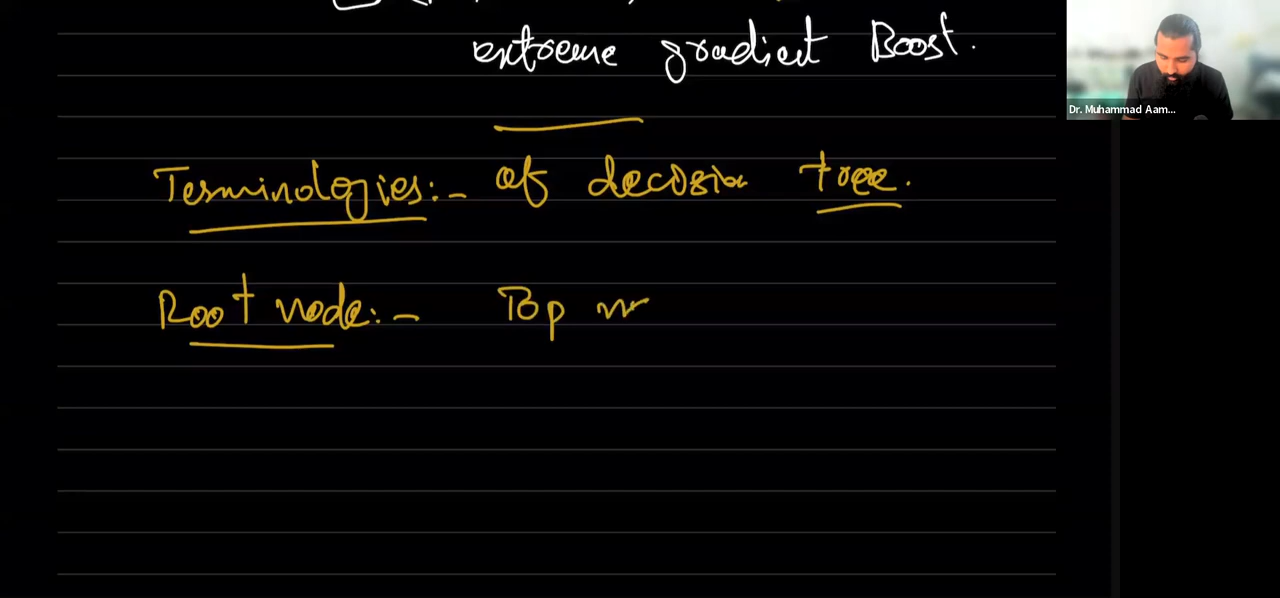 extreme gradient Boost.
Dr. Muhammad Aam...
Terminologies:- of decision tree.
Root node:- Top